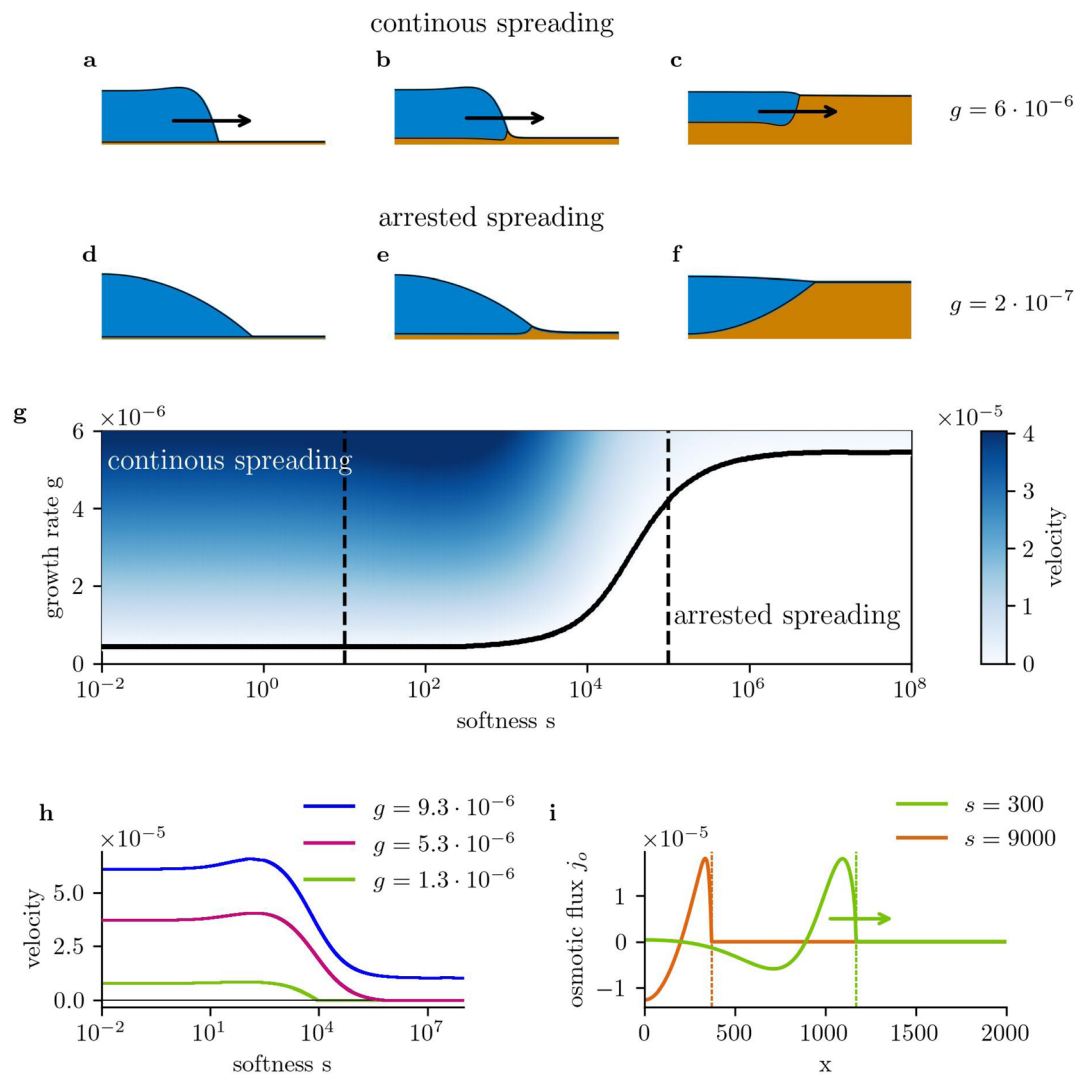 continous spreading
a
b
c
g = 6 · 10⁻⁶
arrested spreading
d
e
f
g = 2 · 10⁻⁷
g
×10⁻⁶
×10⁻⁵
6
4
2
0
growth rate g
continous spreading
arrested spreading
10⁻²
10⁰
10²
10⁴
10⁶
10⁸
softness s
4
3
2
1
0
velocity
h
×10⁻⁵
g = 9.3 · 10⁻⁶
g = 5.3 · 10⁻⁶
g = 1.3 · 10⁻⁶
5.0
2.5
0.0
velocity
10⁻²
10¹
10⁴
10⁷
softness s
i
×10⁻⁵
s = 300
s = 9000
1
0
−1
osmotic flux jₒ
0
500
1000
1500
2000
x